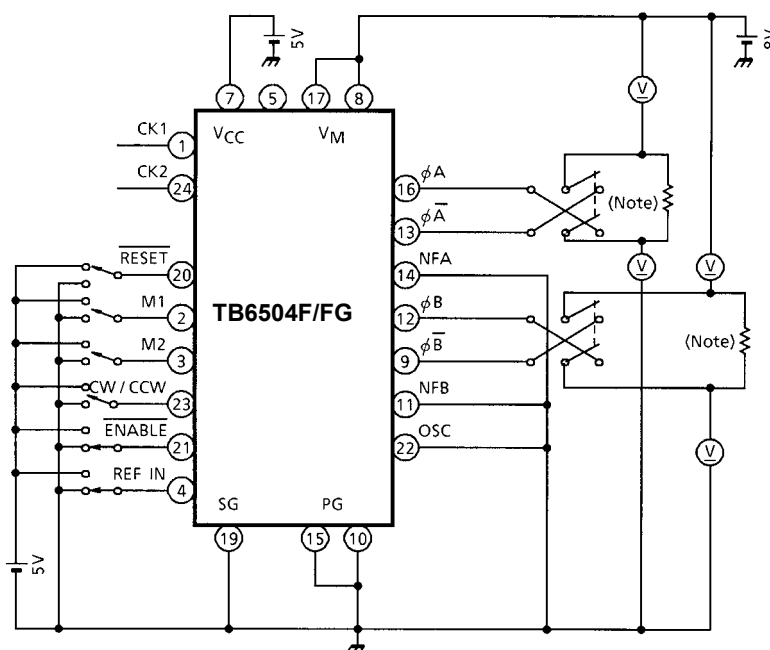 5V
8V
7
5
17
8
VCC
VM
V
CK1
1
CK2
24
16
φA
(Note)
13
φA̅
V
V
RESET
20
14
NFA
M1
2
TB6504F/FG
12
φB
M2
3
9
φB̅
(Note)
CW / CCW
23
11
NFB
ENABLE
21
22
OSC
V
REF IN
4
SG
PG
19
15
10
5V